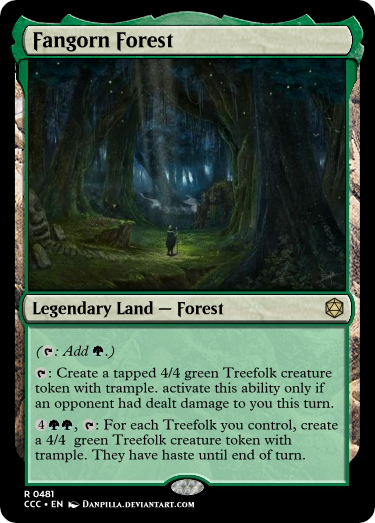 Fangorn Forest
Legendary Land — Forest
(T: Add G.)
: Create a tapped 4/4 green Treefolk creature
token with trample. activate this ability only if
an opponent had dealt damage to you this turn.
4, : For each Treefolk you control, create
a 4/4 green Treefolk creature token with
trample. They have haste until end of turn.
R 0481
CCC • EN Danpilla.deviantart.com